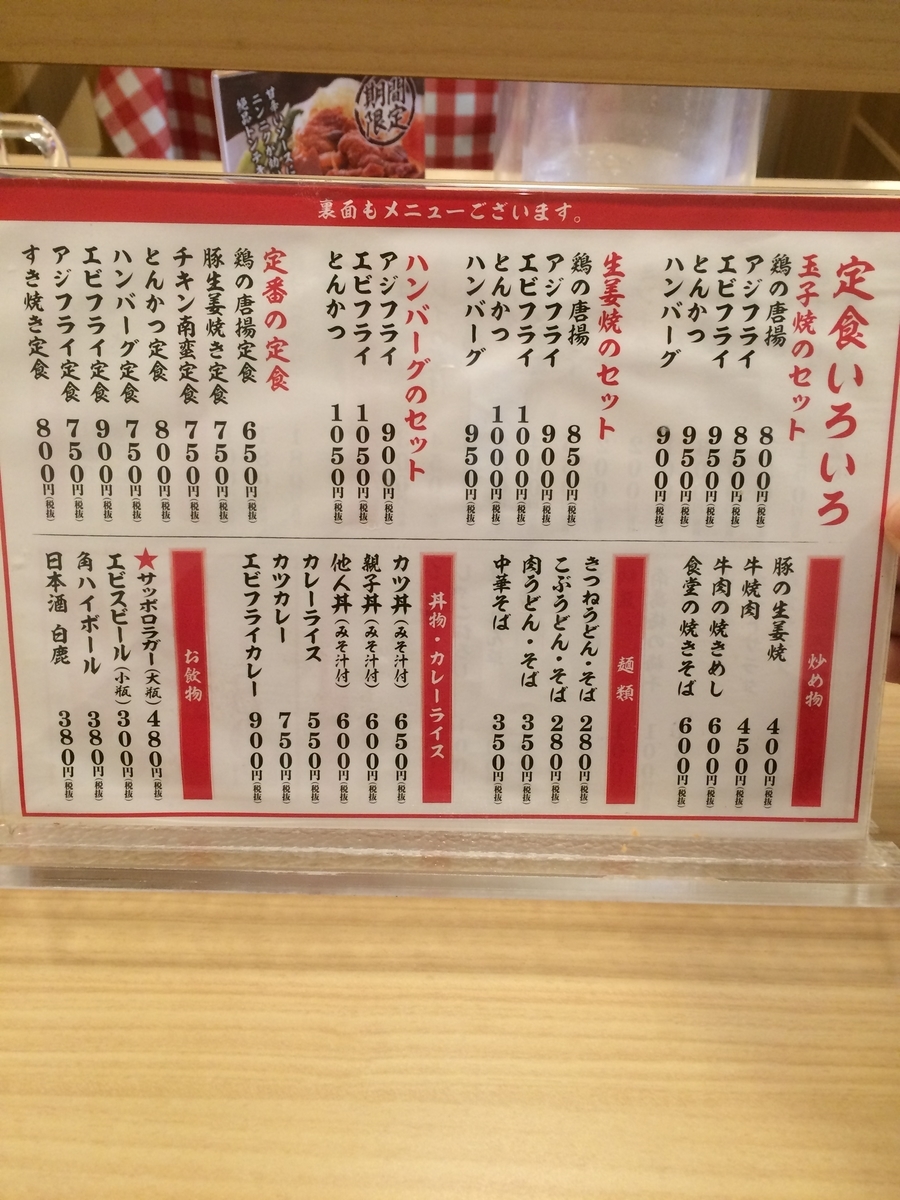 期間
限定
裏面もメニューございます。
定食いろいろ
玉子焼のセット
鶏の唐揚 800円(税抜)
アジフライ 850円(税抜)
エビフライ 950円(税抜)
とんかつ 950円(税抜)
ハンバーグ 900円(税抜)
生姜焼のセット
鶏の唐揚 850円(税抜)
アジフライ 900円(税抜)
エビフライ 1000円(税抜)
とんかつ 1000円(税抜)
ハンバーグ 950円(税抜)
ハンバーグのセット
アジフライ 900円(税抜)
エビフライ 1050円(税抜)
とんかつ 1050円(税抜)
定番の定食
鶏の唐揚定食 650円(税抜)
豚生姜焼き定食 750円(税抜)
チキン南蛮定食 750円(税抜)
とんかつ定食 800円(税抜)
ハンバーグ定食 750円(税抜)
エビフライ定食 900円(税抜)
アジフライ定食 750円(税抜)
すき焼き定食 800円(税抜)
炒め物
豚の生姜焼 400円(税抜)
牛焼肉 450円(税抜)
牛肉の焼きめし 600円(税抜)
食堂の焼きそば 600円(税抜)
麺類
きつねうどん・そば 280円(税抜)
こぶうどん・そば 280円(税抜)
肉うどん・そば 350円(税抜)
中華そば 350円(税抜)
丼物・カレーライス
カツ丼(みそ汁付) 650円(税抜)
親子丼(みそ汁付) 600円(税抜)
他人丼(みそ汁付) 600円(税抜)
カレーライス 550円(税抜)
カツカレー 750円(税抜)
エビフライカレー 900円(税抜)
お飲物
★サッポロラガー(大瓶) 480円(税抜)
エビスビール(小瓶) 300円(税抜)
角ハイボール 380円(税抜)
日本酒 白鹿 380円(税抜)